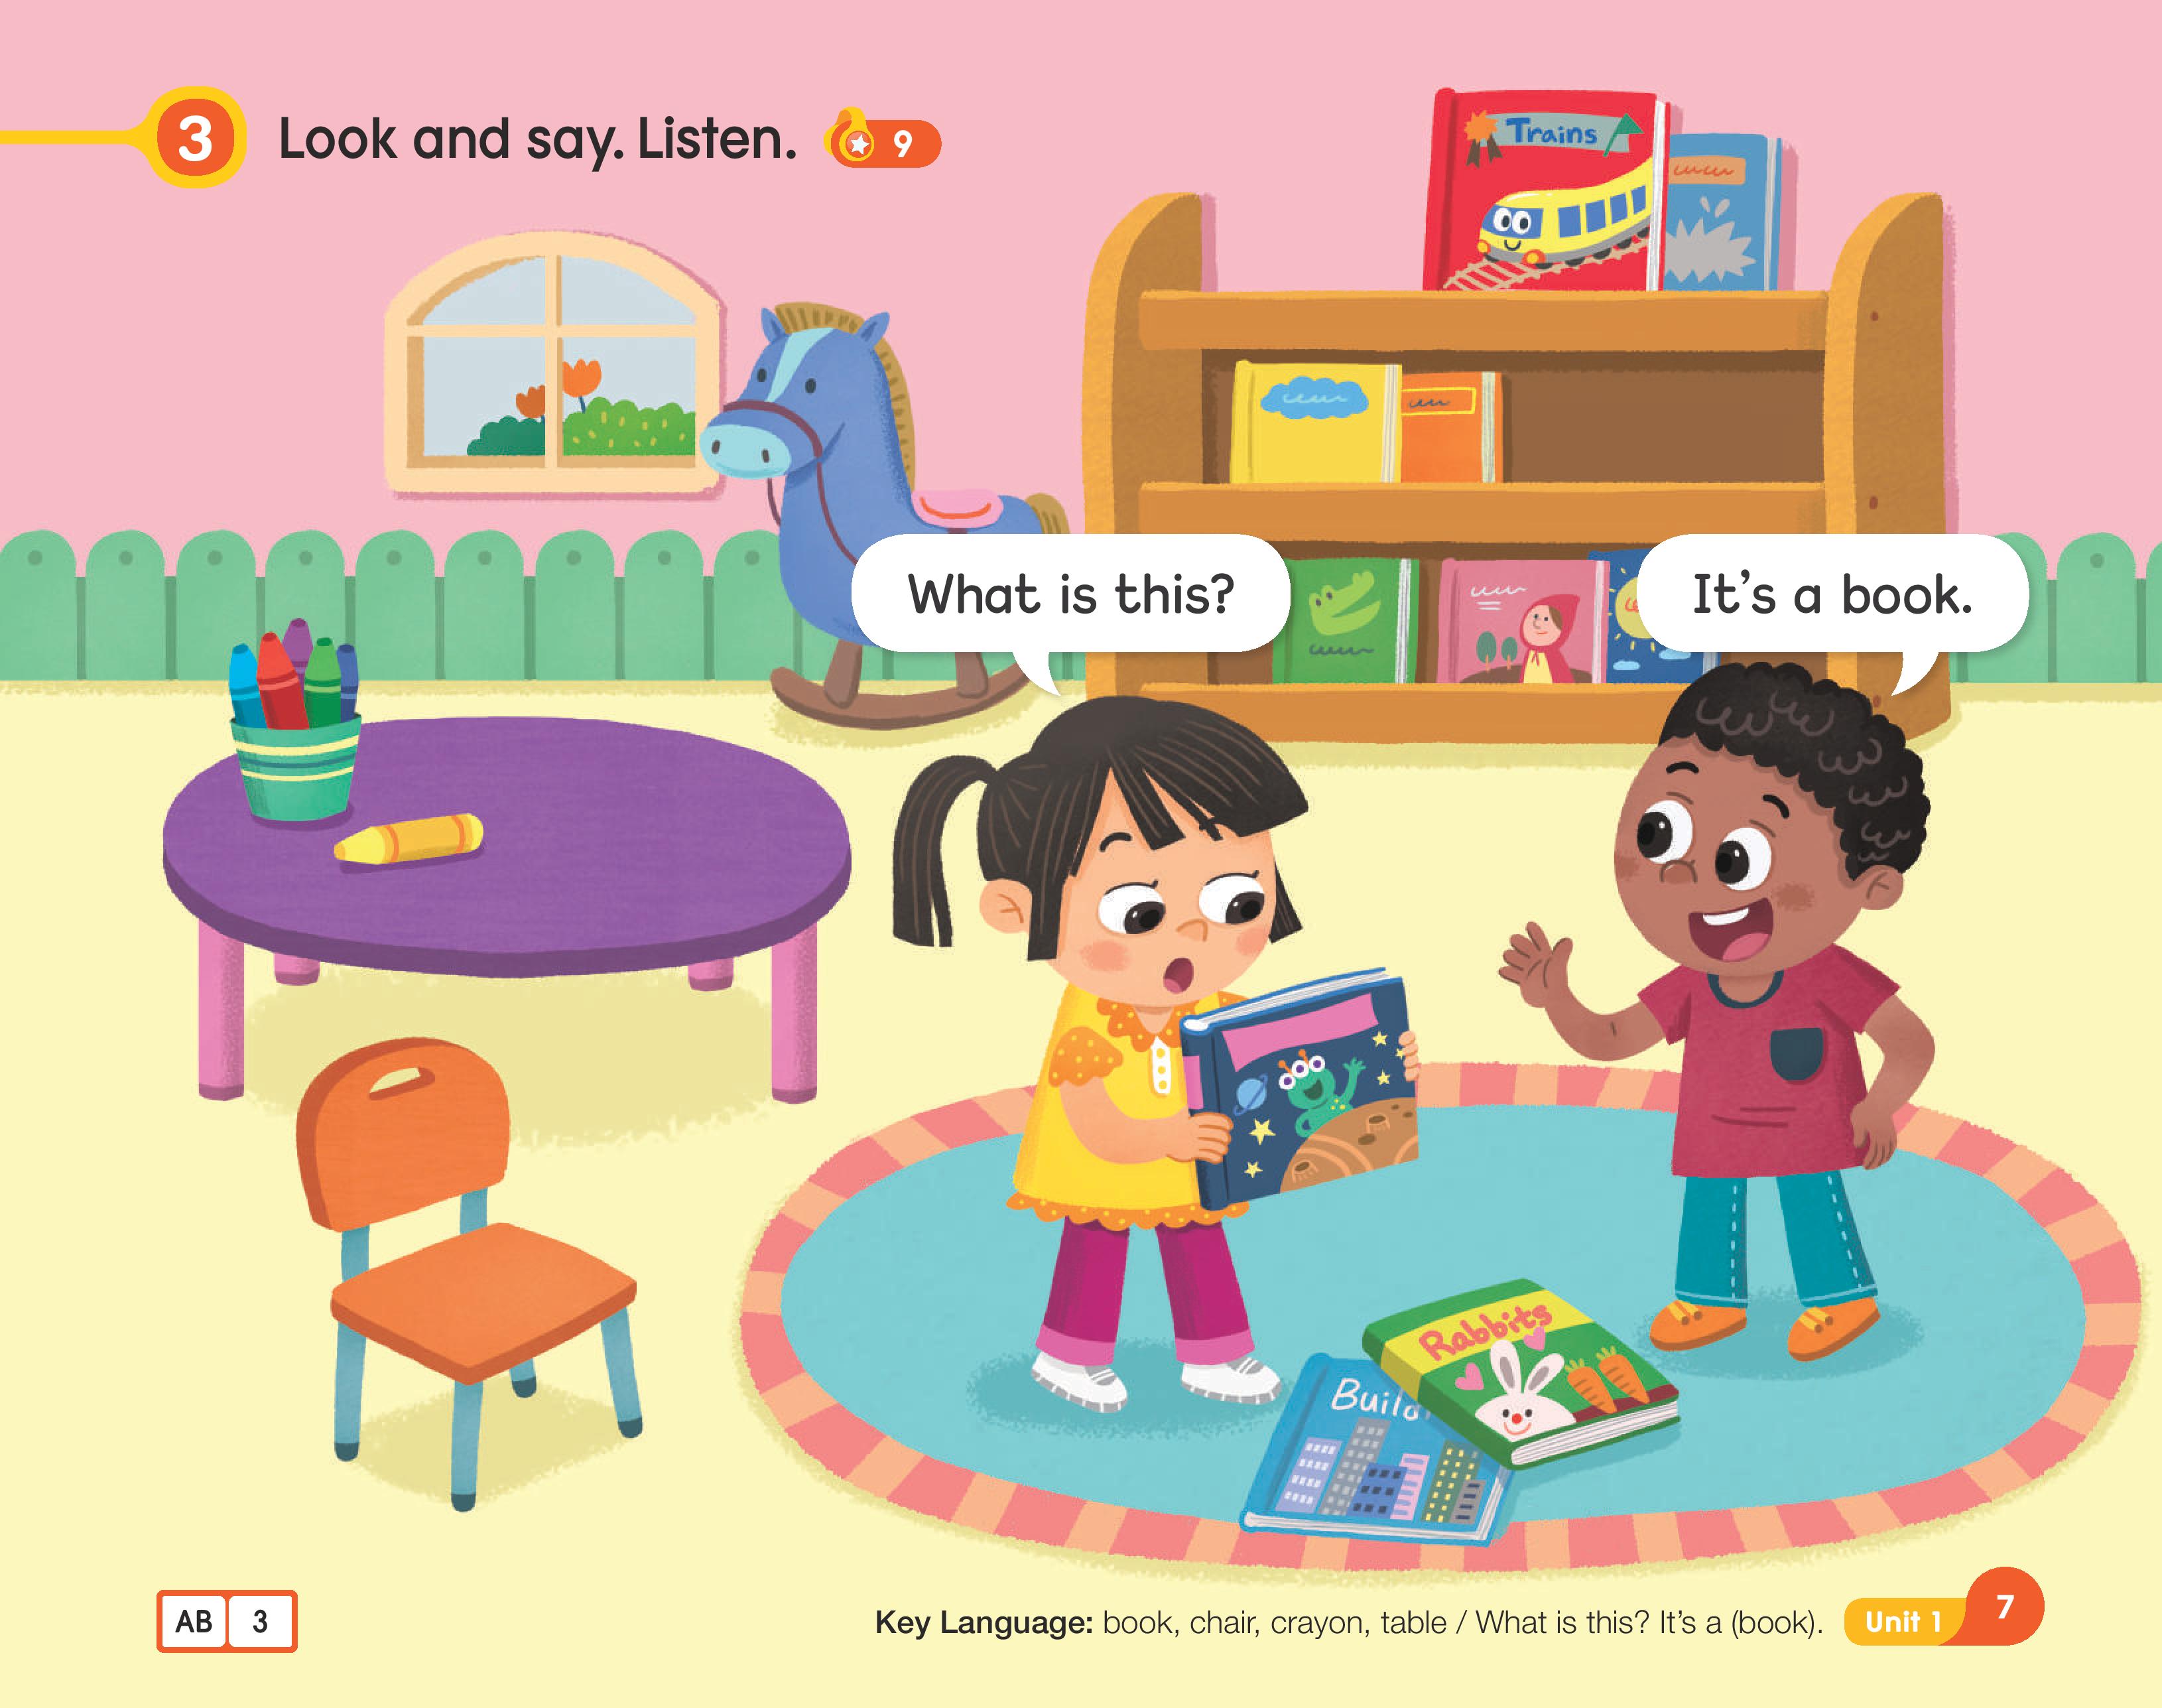 3 Look and say. Listen. 9
Trains
What is this?
It's a book.
Rabbits
Build
AB 3
Key Language: book, chair, crayon, table / What is this? It's a (book).
Unit 1 7